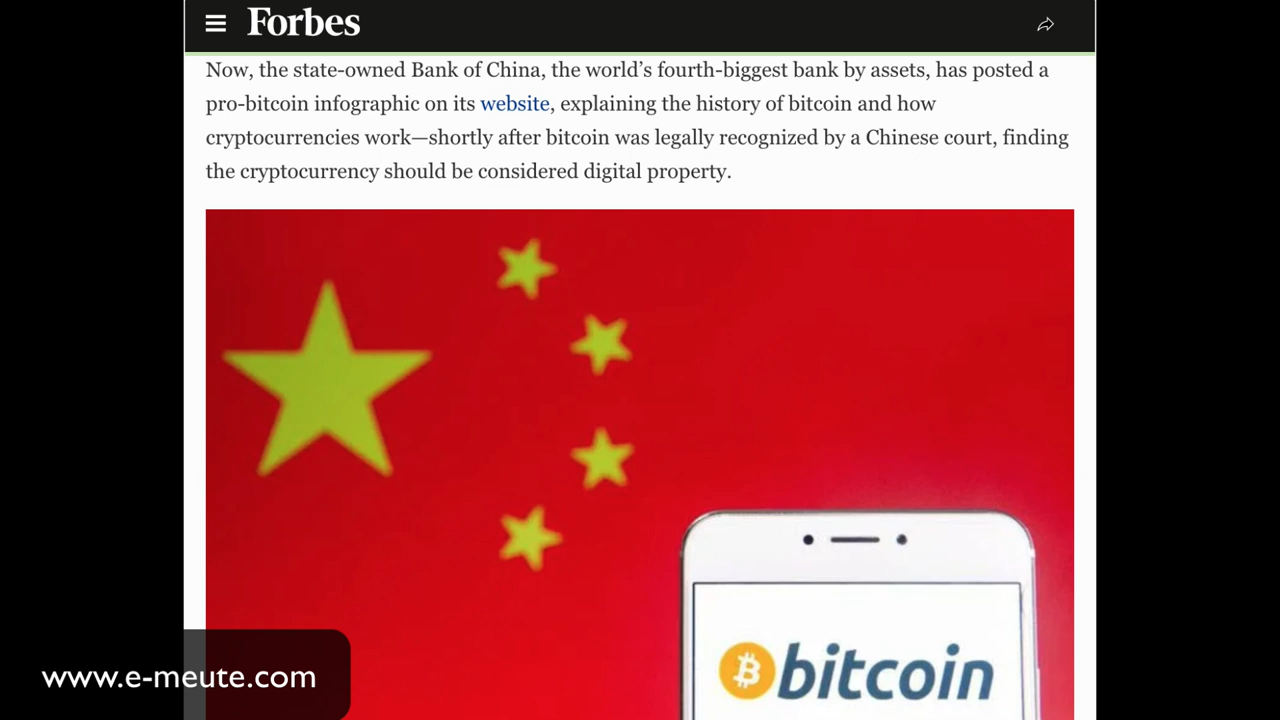 Forbes
Now, the state-owned Bank of China, the world’s fourth-biggest bank by assets, has posted a
pro-bitcoin infographic on its website, explaining the history of bitcoin and how
cryptocurrencies work—shortly after bitcoin was legally recognized by a Chinese court, finding
the cryptocurrency should be considered digital property.
bitcoin
www.e-meute.com